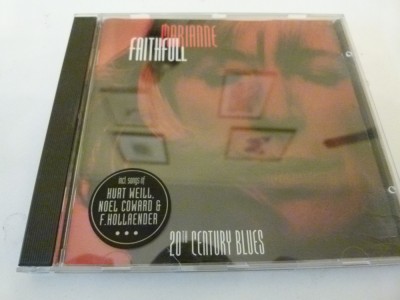 MARIANNE
FAITHFULL
incl. songs of
KURT WEILL,
NOEL COWARD &
F. HOLLAENDER
20TH CENTURY BLUES